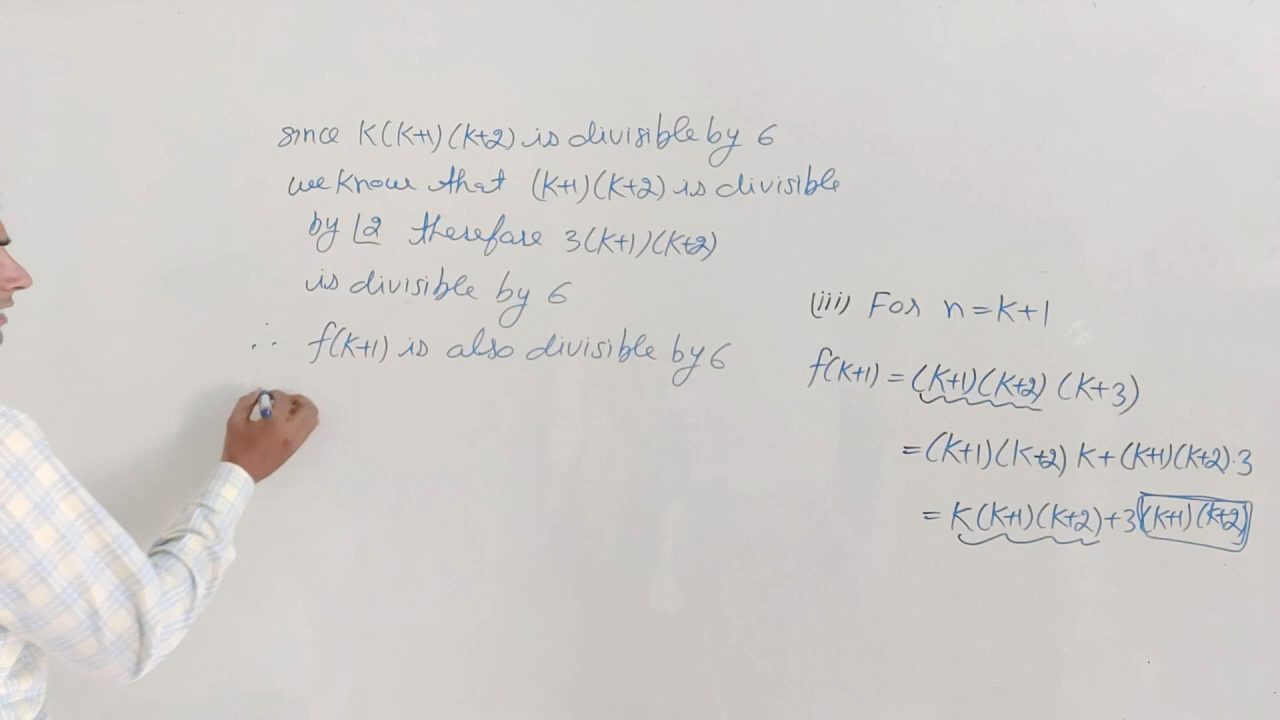 since K(K+1)(K+2) is divisible by 6
we know that (K+1)(K+2) is divisible
by ⌊2 therefore 3(K+1)(K+2)
is divisible by 6
∴ f(K+1) is also divisible by 6
(iii) For n=K+1
f(K+1) = (K+1)(K+2) (K+3)
=(K+1)(K+2) K+(K+1)(K+2)·3
= K(K+1)(K+2)+3(K+1)(K+2)